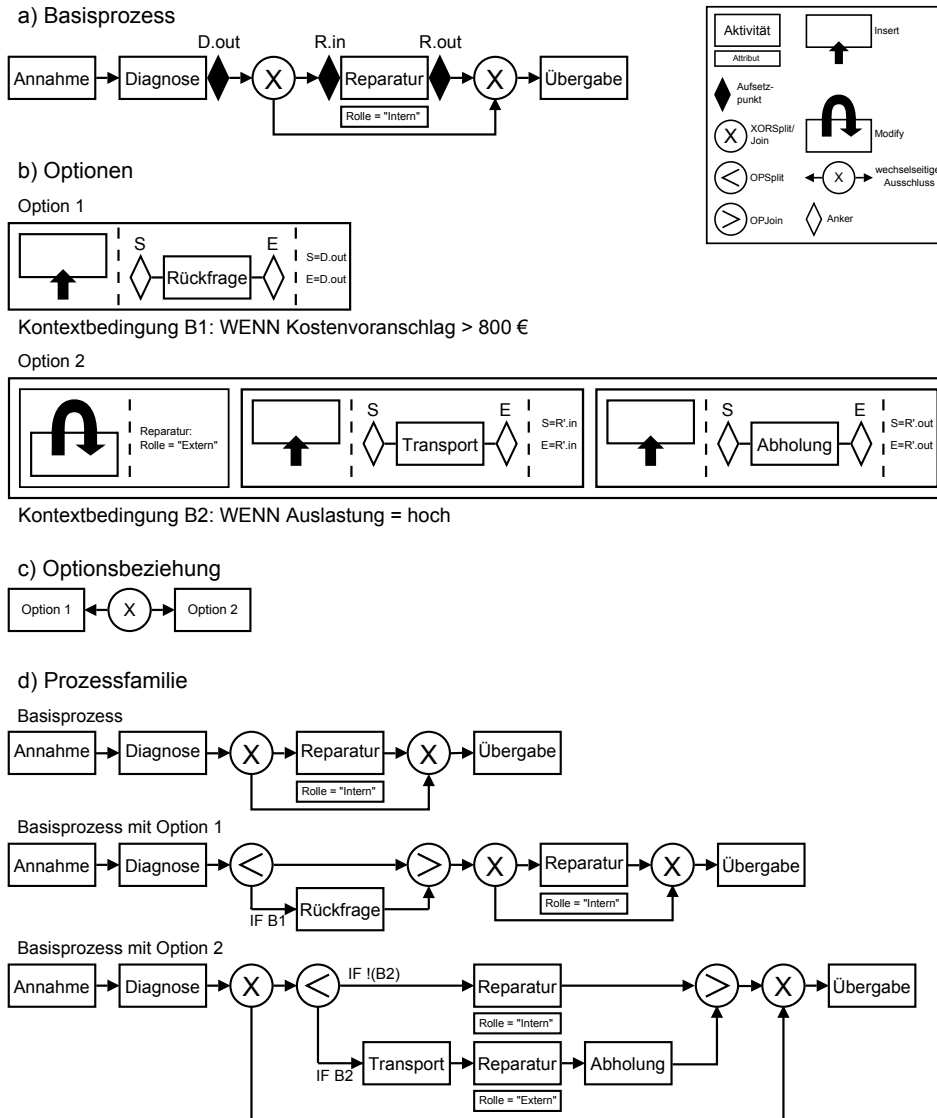 a) Basisprozess
D.out
R.in
R.out
Annahme
Diagnose
X
Reparatur
X
Übergabe
Rolle = "Intern"
Aktivität
Attribut
Insert
Aufsetz-
punkt
X
XORSplit/
Join
Modify
<
OPSplit
X
wechselseitiger
Ausschluss
>
OPJoin
Anker
b) Optionen
Option 1
S
E
Rückfrage
S=D.out
E=D.out
Kontextbedingung B1: WENN Kostenvoranschlag > 800 €
Option 2
Reparatur:
Rolle = "Extern"
S
E
Transport
S=R'.in
E=R'.in
S
E
Abholung
S=R'.out
E=R'.out
Kontextbedingung B2: WENN Auslastung = hoch
c) Optionsbeziehung
Option 1
X
Option 2
d) Prozessfamilie
Basisprozess
Annahme
Diagnose
X
Reparatur
X
Übergabe
Rolle = "Intern"
Basisprozess mit Option 1
Annahme
Diagnose
<
>
X
Reparatur
X
Übergabe
Rolle = "Intern"
IF B1
Rückfrage
Basisprozess mit Option 2
Annahme
Diagnose
X
<
IF !(B2)
Reparatur
>
X
Übergabe
Rolle = "Intern"
IF B2
Transport
Reparatur
Abholung
Rolle = "Extern"